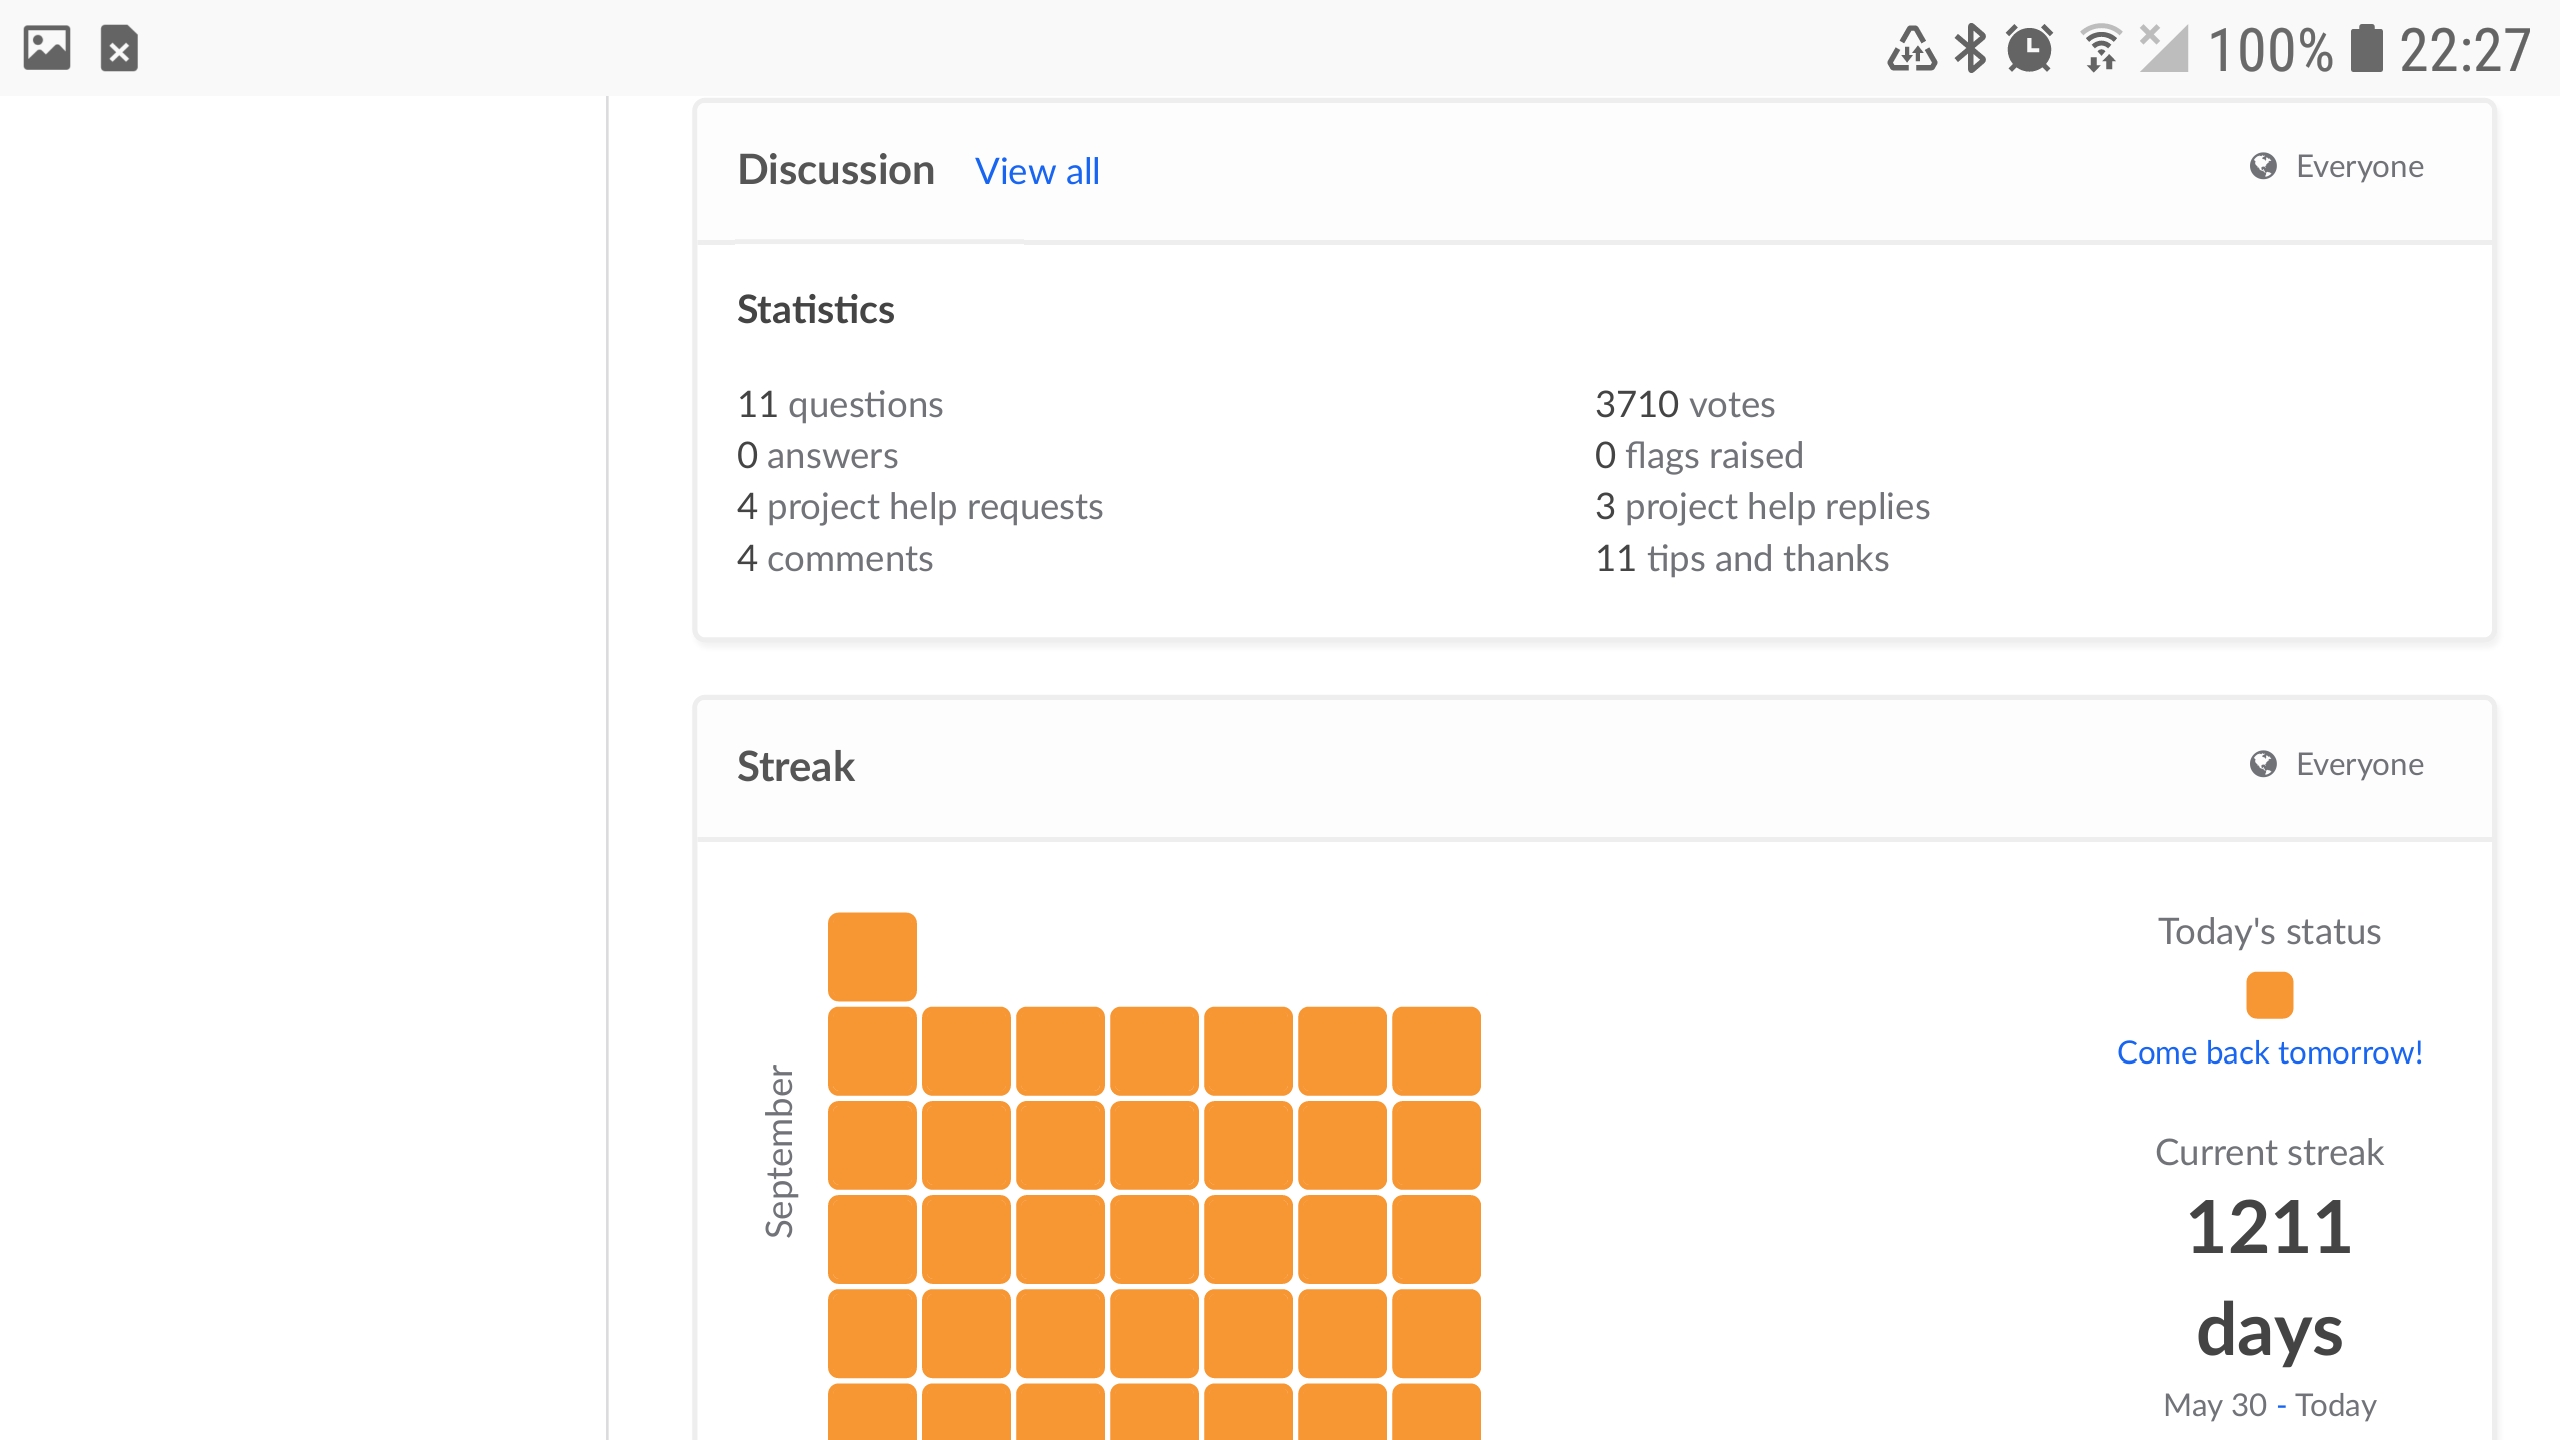 100% 22:27
Discussion View all Everyone
Statistics
11 questions
0 answers
4 project help requests
4 comments
3710 votes
0 flags raised
3 project help replies
11 tips and thanks
Streak Everyone
September
Today's status
Come back tomorrow!
Current streak
1211
days
May 30 - Today